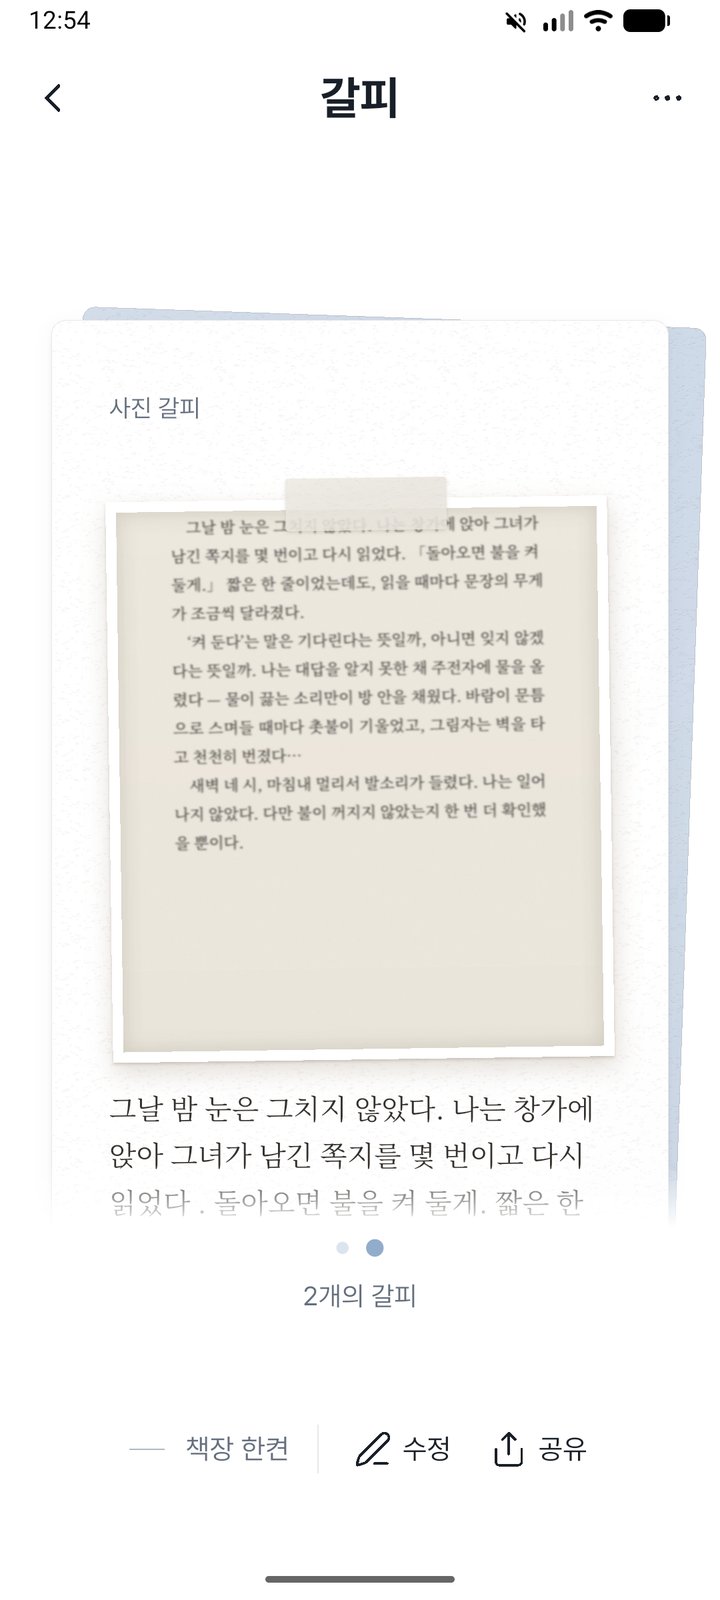 12:54
갈피
사진 갈피
그날 밤 눈은 그치지 않았다. 나는 창가에 앉아 그녀가
남긴 쪽지를 몇 번이고 다시 읽었다. 「돌아오면 불을 켜
둘게.」 짧은 한 줄이었는데도, 읽을 때마다 문장의 무게
가 조금씩 달라졌다.
‘켜 둔다’는 말은 기다린다는 뜻일까, 아니면 잊지 않겠
다는 뜻일까. 나는 대답을 알지 못한 채 주전자에 물을 올
렸다 — 물이 끓는 소리만이 방 안을 채웠다. 바람이 문틈
으로 스며들 때마다 촛불이 기울었고, 그림자는 벽을 타
고 천천히 번졌다…
새벽 네 시, 마침내 멀리서 발소리가 들렸다. 나는 일어
나지 않았다. 다만 불이 꺼지지 않았는지 한 번 더 확인했
을 뿐이다.
그날 밤 눈은 그치지 않았다. 나는 창가에
앉아 그녀가 남긴 쪽지를 몇 번이고 다시
읽었다 . 돌아오면 불을 켜 둘게. 짧은 한
2개의 갈피
책장 한켠
수정
공유